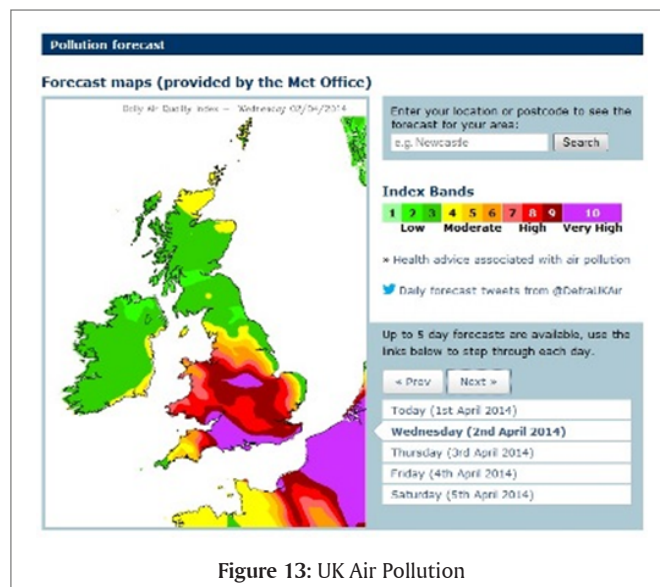 Pollution forecast
Forecast maps (provided by the Met Office)
Daily Air Quality Index - Wednesday 02/04/2014
Enter your location or postcode to see the
forecast for your area:
e.g. Newcastle
Search
Index Bands
1 2 3 4 5 6 7 8 9 10
Low Moderate High Very High
» Health advice associated with air pollution
Daily forecast tweets from @DefraUKAir
Up to 5 day forecasts are available, use the
links below to step through each day.
« Prev Next »
Today (1st April 2014)
Wednesday (2nd April 2014)
Thursday (3rd April 2014)
Friday (4th April 2014)
Saturday (5th April 2014)
Figure 13: UK Air Pollution